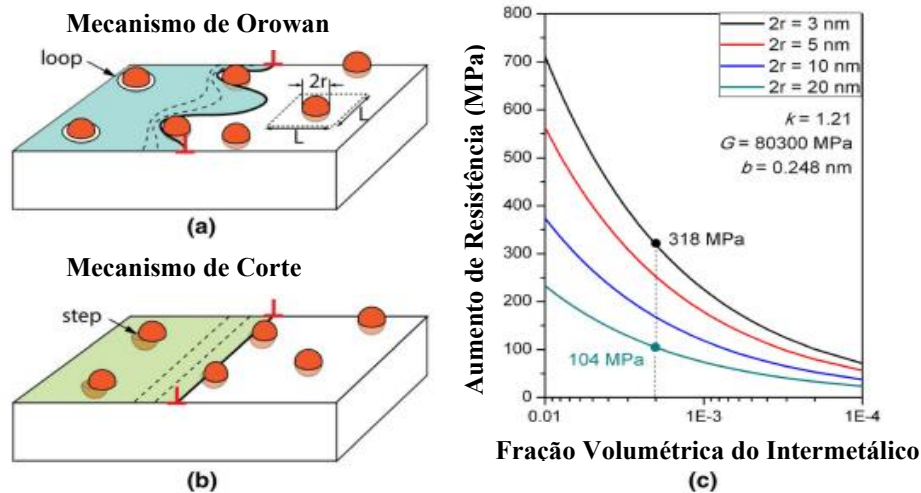 Mecanismo de Orowan
loop
2r
L
L
(a)
Mecanismo de Corte
step
(b)
Aumento de Resistência (MPa)
800
700
600
500
400
300
200
100
0
2r = 3 nm
2r = 5 nm
2r = 10 nm
2r = 20 nm
k = 1.21
G = 80300 MPa
b = 0.248 nm
318 MPa
104 MPa
0.01
1E-3
1E-4
Fração Volumétrica do Intermetálico
(c)